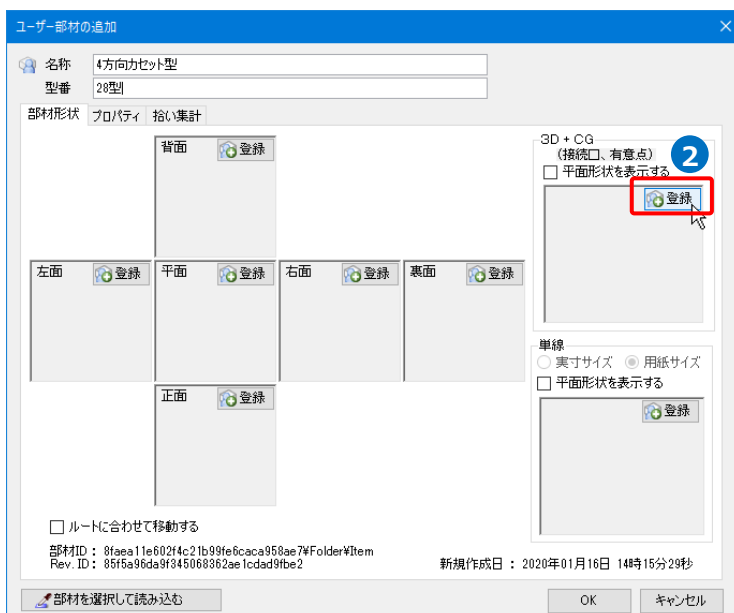 ユーザー部材の追加
名称 4方向カセット型
型番 28型
部材形状 プロパティ 拾い集計
背面 登録
3D + CG
(接続口、有意点)
平面形状を表示する
2
登録
左面 登録
平面 登録
右面 登録
裏面 登録
正面 登録
単線
実寸サイズ 用紙サイズ
平面形状を表示する
登録
ルートに合わせて移動する
部材ID： 8faea11e602f4c21b99fe6caca958ae7¥Folder¥Item
Rev. ID： 85f5a96da9f345068362ae1cdad9fbe2
新規作成日 ： 2020年01月16日 14時15分29秒
部材を選択して読み込む
OK キャンセル